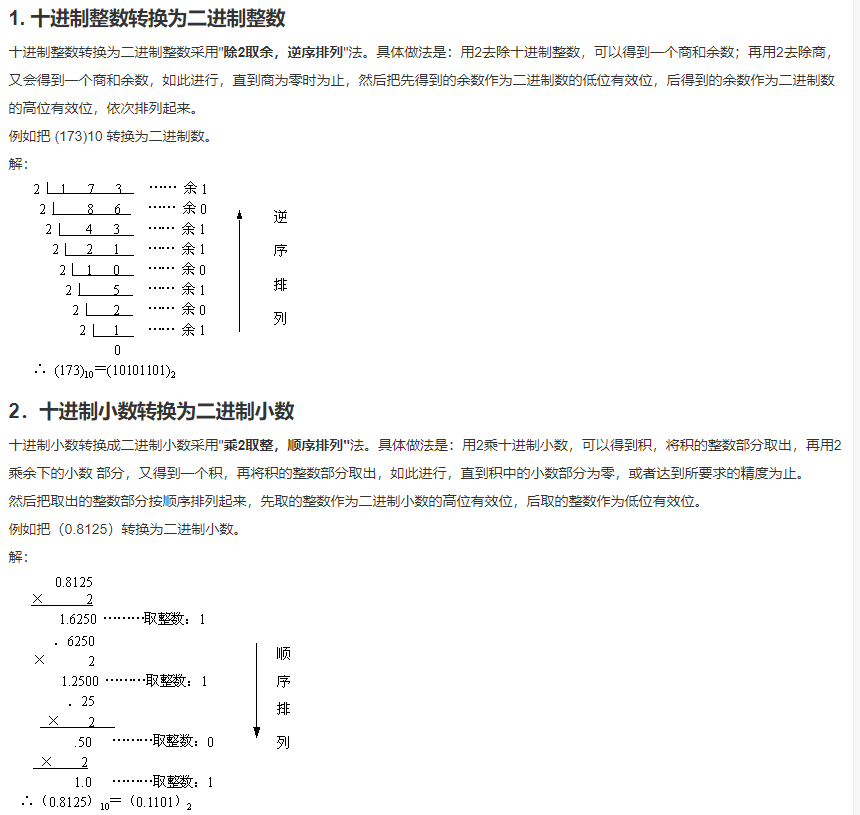 1. 十进制整数转换为二进制整数
十进制整数转换为二进制整数采用"除2取余，逆序排列"法。具体做法是：用2去除十进制整数，可以得到一个商和余数；再用2去除商，
又会得到一个商和余数，如此进行，直到商为零时为止，然后把先得到的余数作为二进制数的低位有效位，后得到的余数作为二进制数
的高位有效位，依次排列起来。
例如把 (173)10 转换为二进制数。
解：
2 1 7 3 …… 余 1
2 8 6 …… 余 0
2 4 3 …… 余 1
2 2 1 …… 余 1
2 1 0 …… 余 0
2 5 …… 余 1
2 2 …… 余 0
2 1 …… 余 1
0
逆
序
排
列
∴ (173)10＝(10101101)2
2．十进制小数转换为二进制小数
十进制小数转换成二进制小数采用"乘2取整，顺序排列"法。具体做法是：用2乘十进制小数，可以得到积，将积的整数部分取出，再用2
乘余下的小数 部分，又得到一个积，再将积的整数部分取出，如此进行，直到积中的小数部分为零，或者达到所要求的精度为止。
然后把取出的整数部分按顺序排列起来，先取的整数作为二进制小数的高位有效位，后取的整数作为低位有效位。
例如把（0.8125）转换为二进制小数。
解：
0.8125
× 2
1.6250 ………取整数：1
．6250
× 2
1.2500 ………取整数：1
．25
× 2
.50 ………取整数：0
× 2
1.0 ………取整数：1
顺
序
排
列
∴（0.8125）10＝（0.1101）2